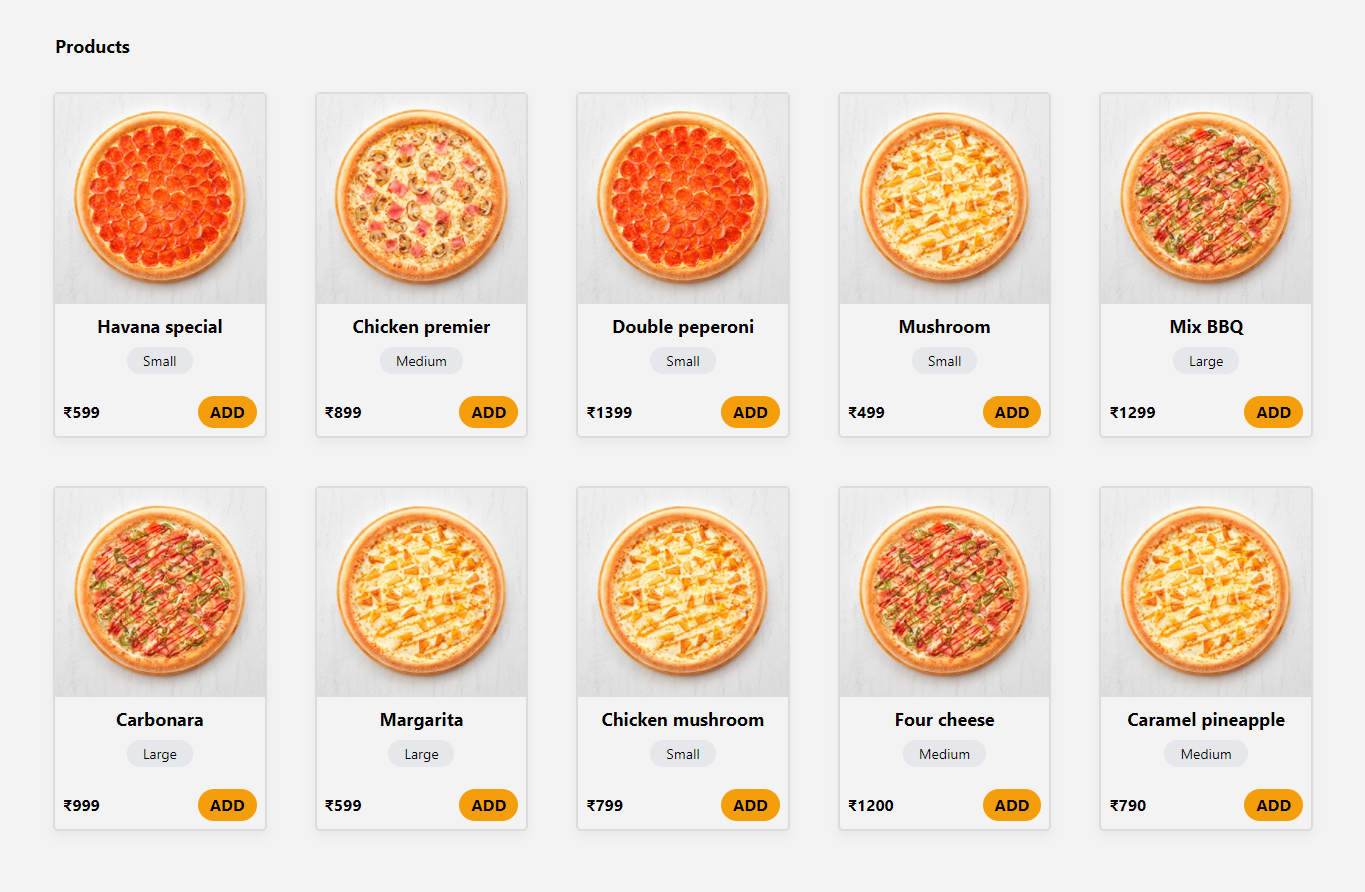 Products
Havana special
Small
₹599 ADD
Chicken premier
Medium
₹899 ADD
Double peperoni
Small
₹1399 ADD
Mushroom
Small
₹499 ADD
Mix BBQ
Large
₹1299 ADD
Carbonara
Large
₹999 ADD
Margarita
Large
₹599 ADD
Chicken mushroom
Small
₹799 ADD
Four cheese
Medium
₹1200 ADD
Caramel pineapple
Medium
₹790 ADD